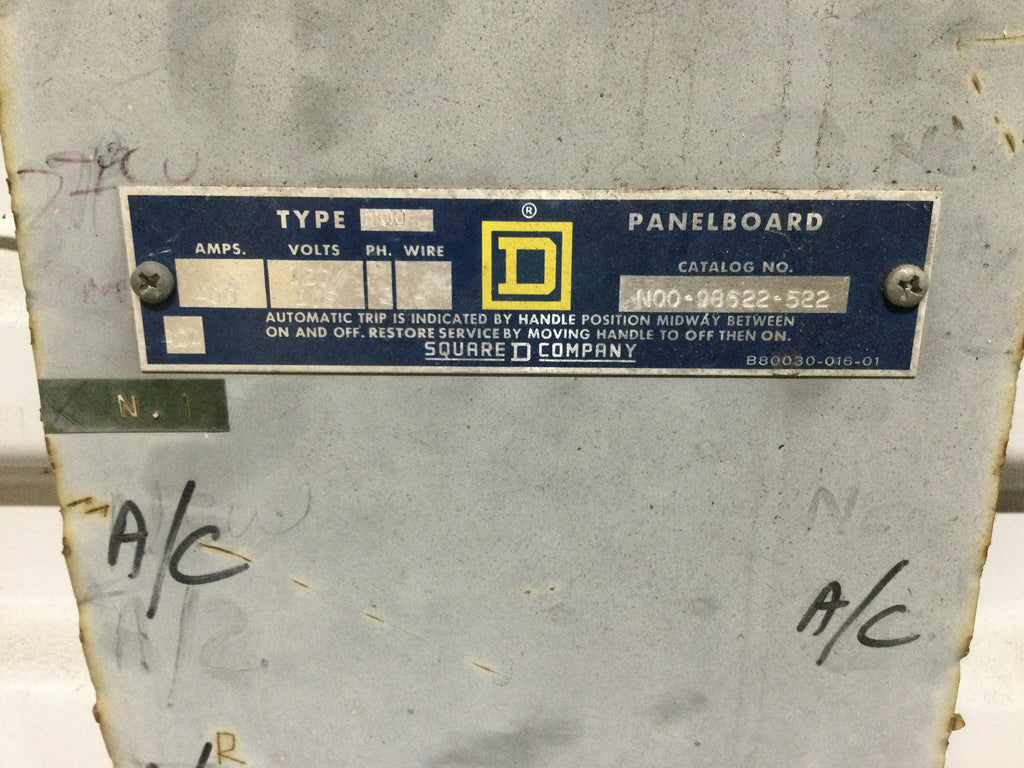 TYPE NQO
® PANELBOARD
AMPS. VOLTS PH. WIRE
D
CATALOG NO.
400
NQO-98622-522
AUTOMATIC TRIP IS INDICATED BY HANDLE POSITION MIDWAY BETWEEN
ON AND OFF. RESTORE SERVICE BY MOVING HANDLE TO OFF THEN ON.
SQUARE D COMPANY
B80030-016-01
N.1
A/C
A/C
R